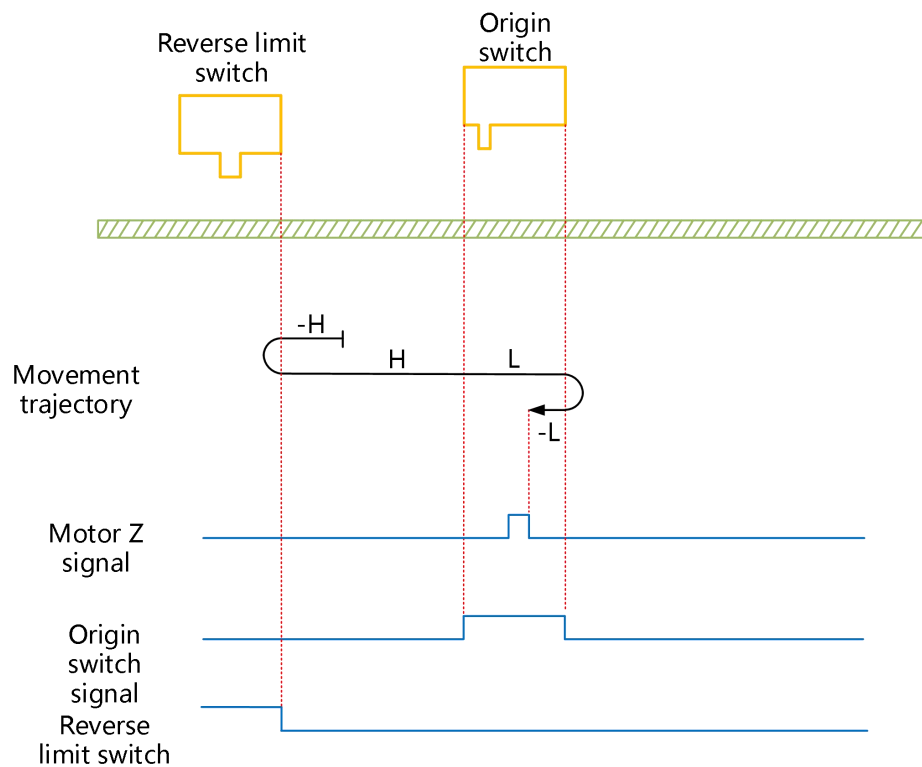 Reverse limit
switch
Origin
switch
-H
H
L
-L
Movement
trajectory
Motor Z
signal
Origin
switch
signal
Reverse
limit switch